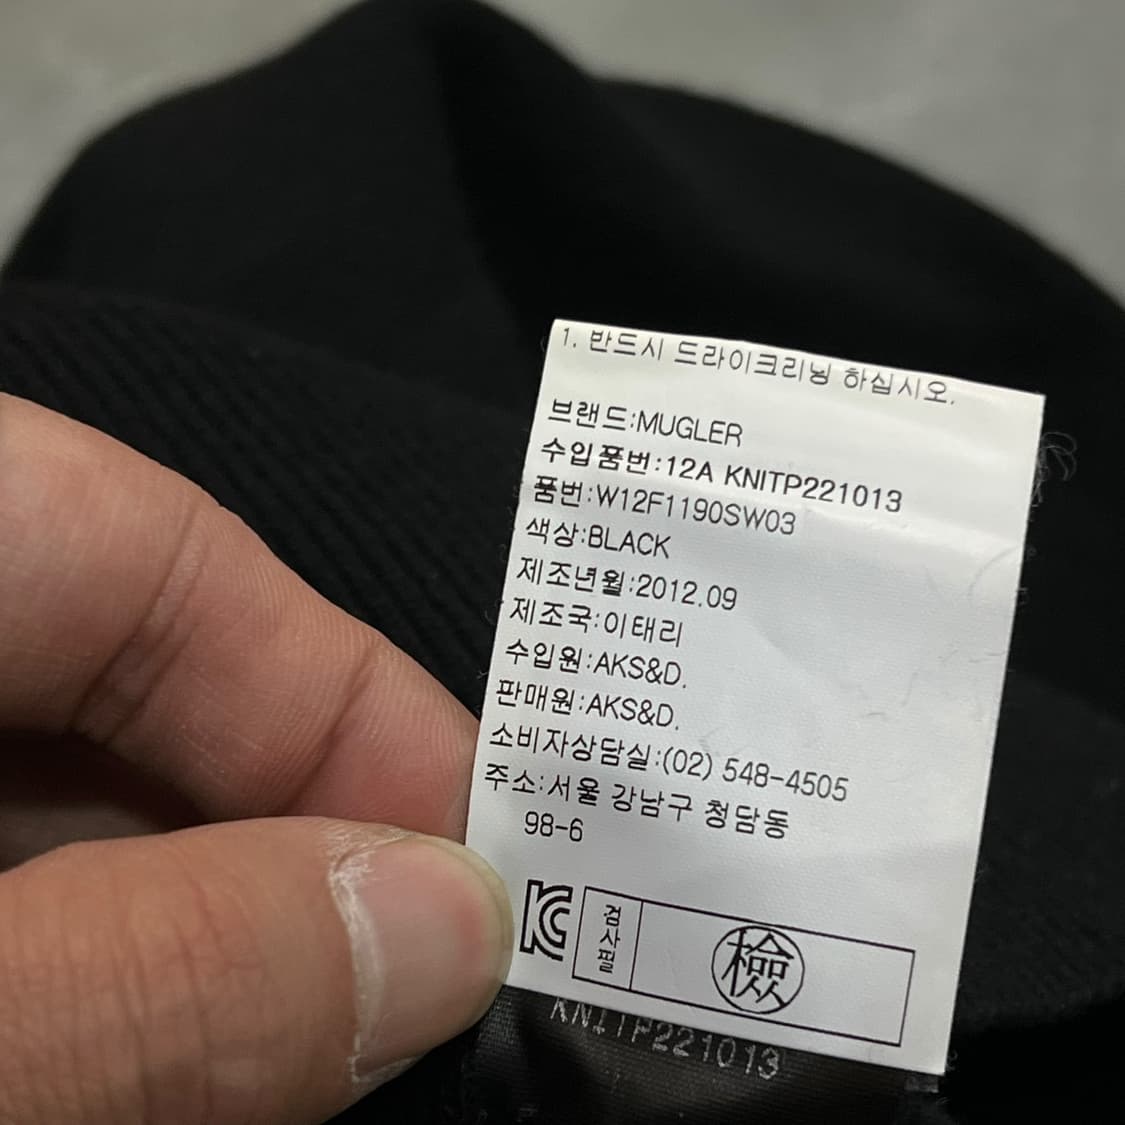 1. 반드시 드라이크리닝 하십시오.
브랜드:MUGLER
수입품번:12A KNITP221013
품번:W12F1190SW03
색상:BLACK
제조년월:2012.09
제조국:이태리
수입원:AKS&D.
판매원:AKS&D.
소비자상담실:(02) 548-4505
주소:서울 강남구 청담동
98-6
KC
검사필
檢
KNITP221013